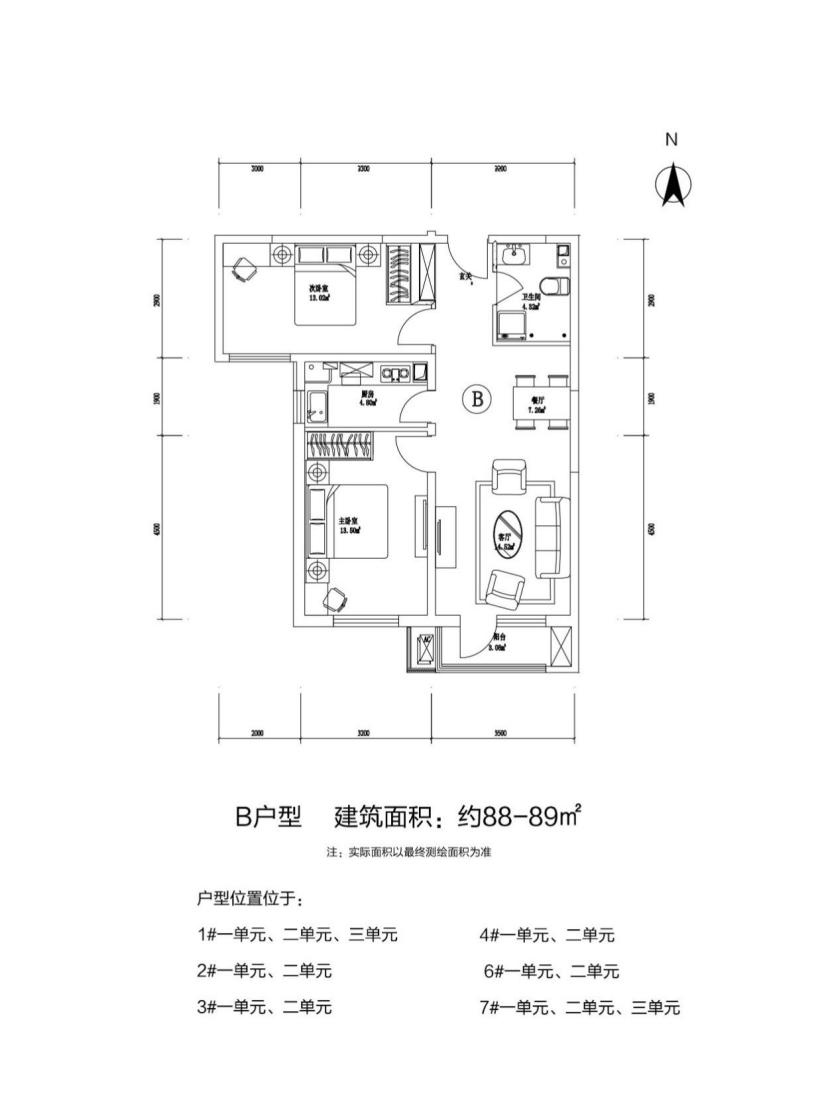 N
3200
2900
2900
次卧室
13.02㎡
玄关
卫生间
4.32㎡
厨房
4.80㎡
B
餐厅
7.26㎡
1900
1900
主卧室
13.50㎡
客厅
14.52㎡
4500
4500
AC
阳台
3.06㎡
2000
3200
3500
B户型 建筑面积：约88-89㎡
注：实际面积以最终测绘面积为准
户型位置位于：
1#一单元、二单元、三单元 4#一单元、二单元
2#一单元、二单元 6#一单元、二单元
3#一单元、二单元 7#一单元、二单元、三单元